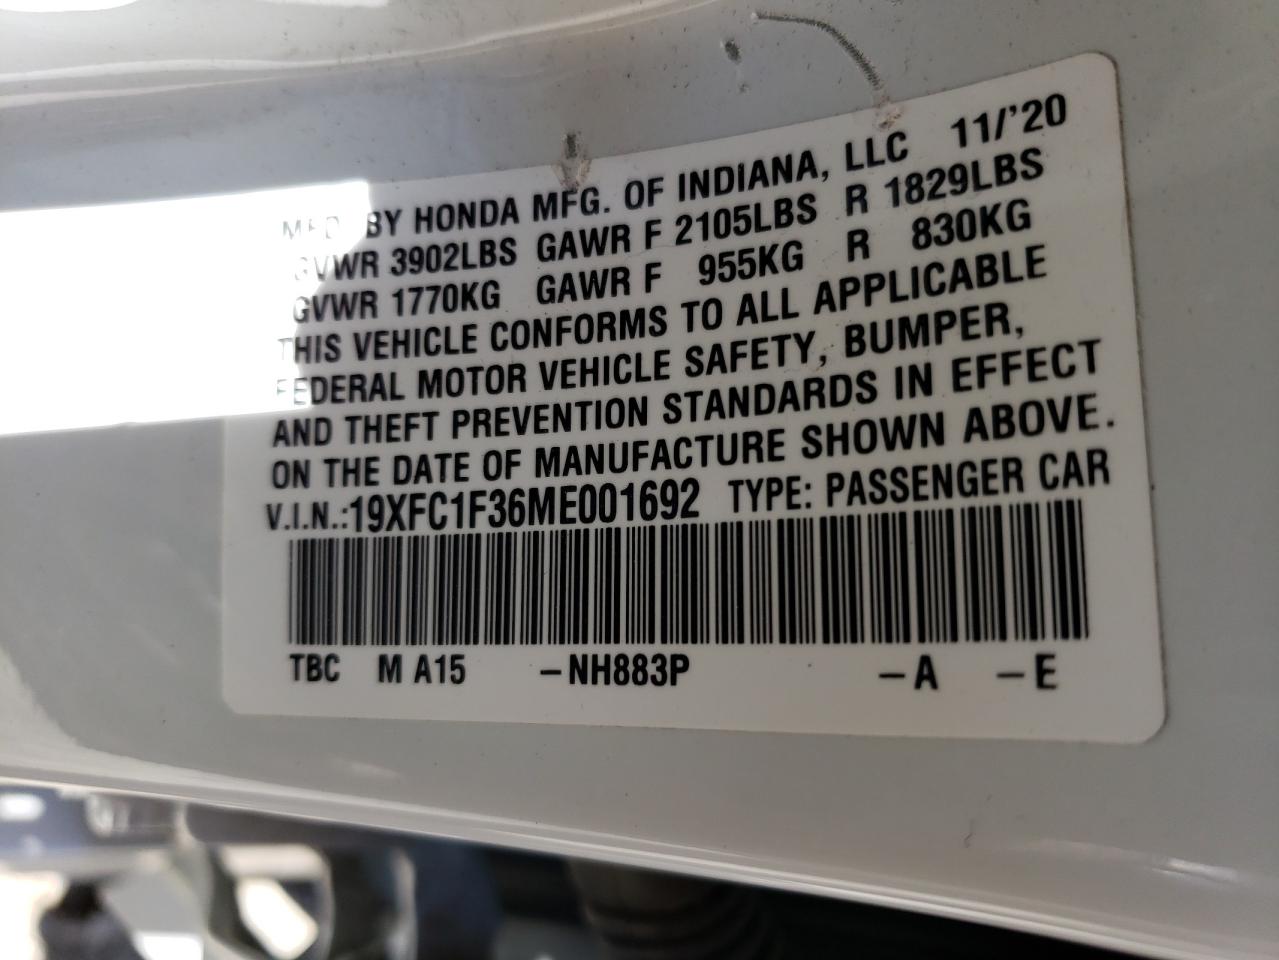 MFD. BY HONDA MFG. OF INDIANA, LLC 11/'20
GVWR 3902LBS GAWR F 2105LBS R 1829LBS
GVWR 1770KG GAWR F 955KG R 830KG
THIS VEHICLE CONFORMS TO ALL APPLICABLE
FEDERAL MOTOR VEHICLE SAFETY, BUMPER,
AND THEFT PREVENTION STANDARDS IN EFFECT
ON THE DATE OF MANUFACTURE SHOWN ABOVE.
V.I.N.:19XFC1F36ME001692 TYPE: PASSENGER CAR
TBC M A15 –NH883P –A –E